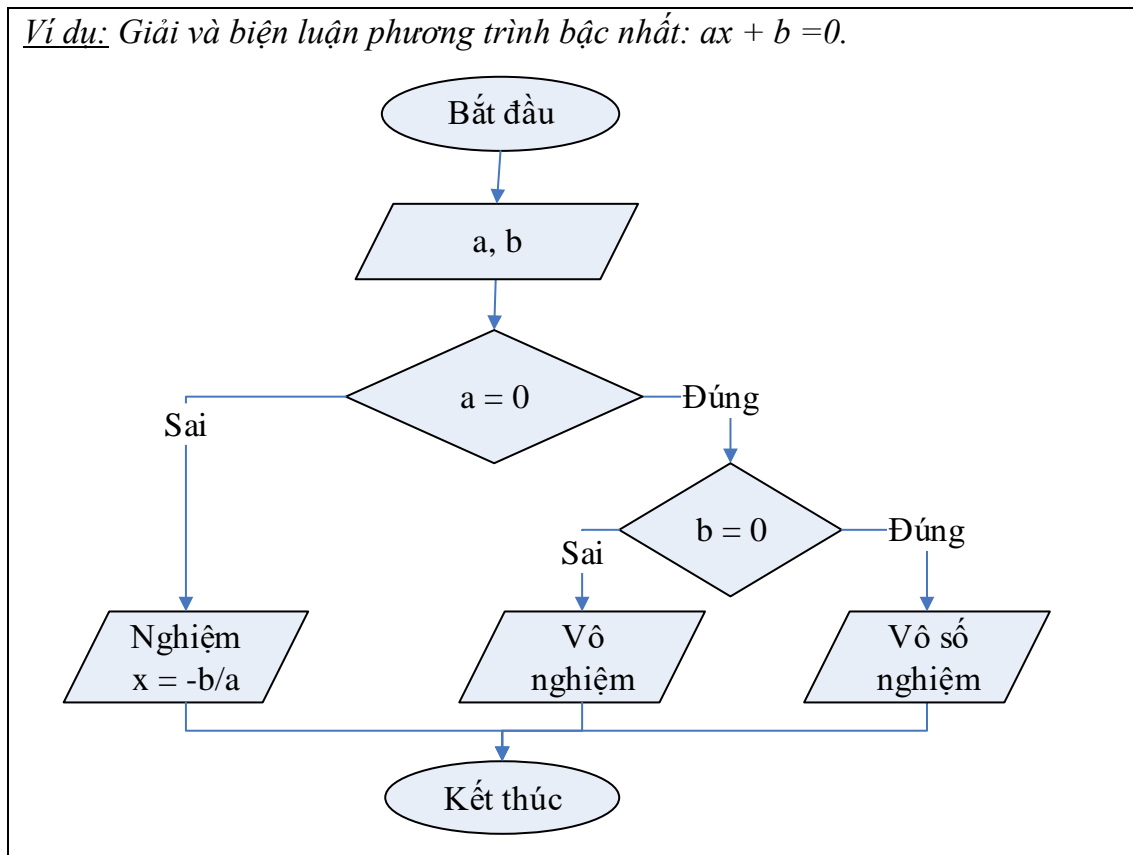 Ví dụ: Giải và biện luận phương trình bậc nhất: ax + b =0.
Bắt đầu
a, b
a = 0
Sai
Đúng
b = 0
Sai
Đúng
Nghiệm
x = -b/a
Vô
nghiệm
Vô số
nghiệm
Kết thúc